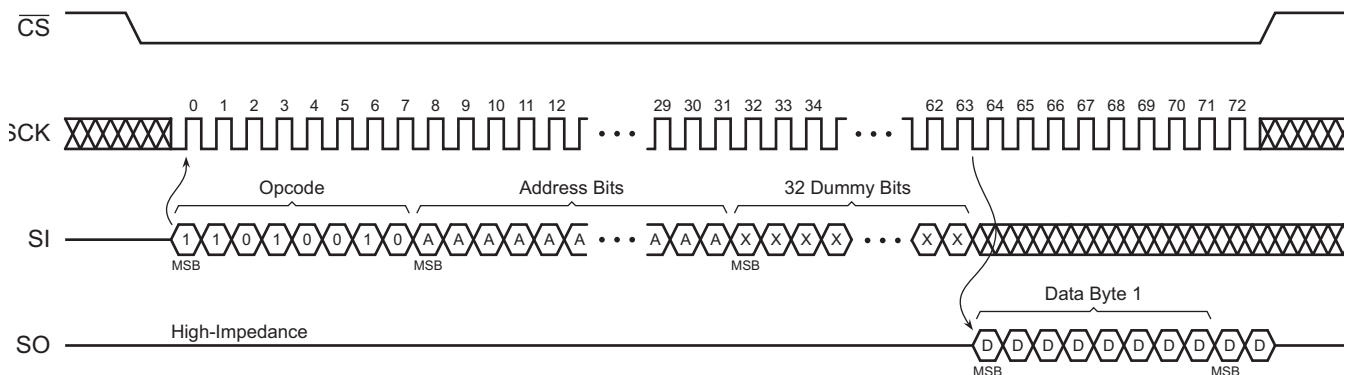 CS
0 1 2 3 4 5 6 7 8 9 10 11 12 29 30 31 32 33 34 62 63 64 65 66 67 68 69 70 71 72
SCK
Opcode Address Bits 32 Dummy Bits
SI 1 1 0 1 0 0 1 0 A A A A A A A A A X X X X X X
MSB MSB MSB
Data Byte 1
High-Impedance
SO D D D D D D D D D D
MSB MSB